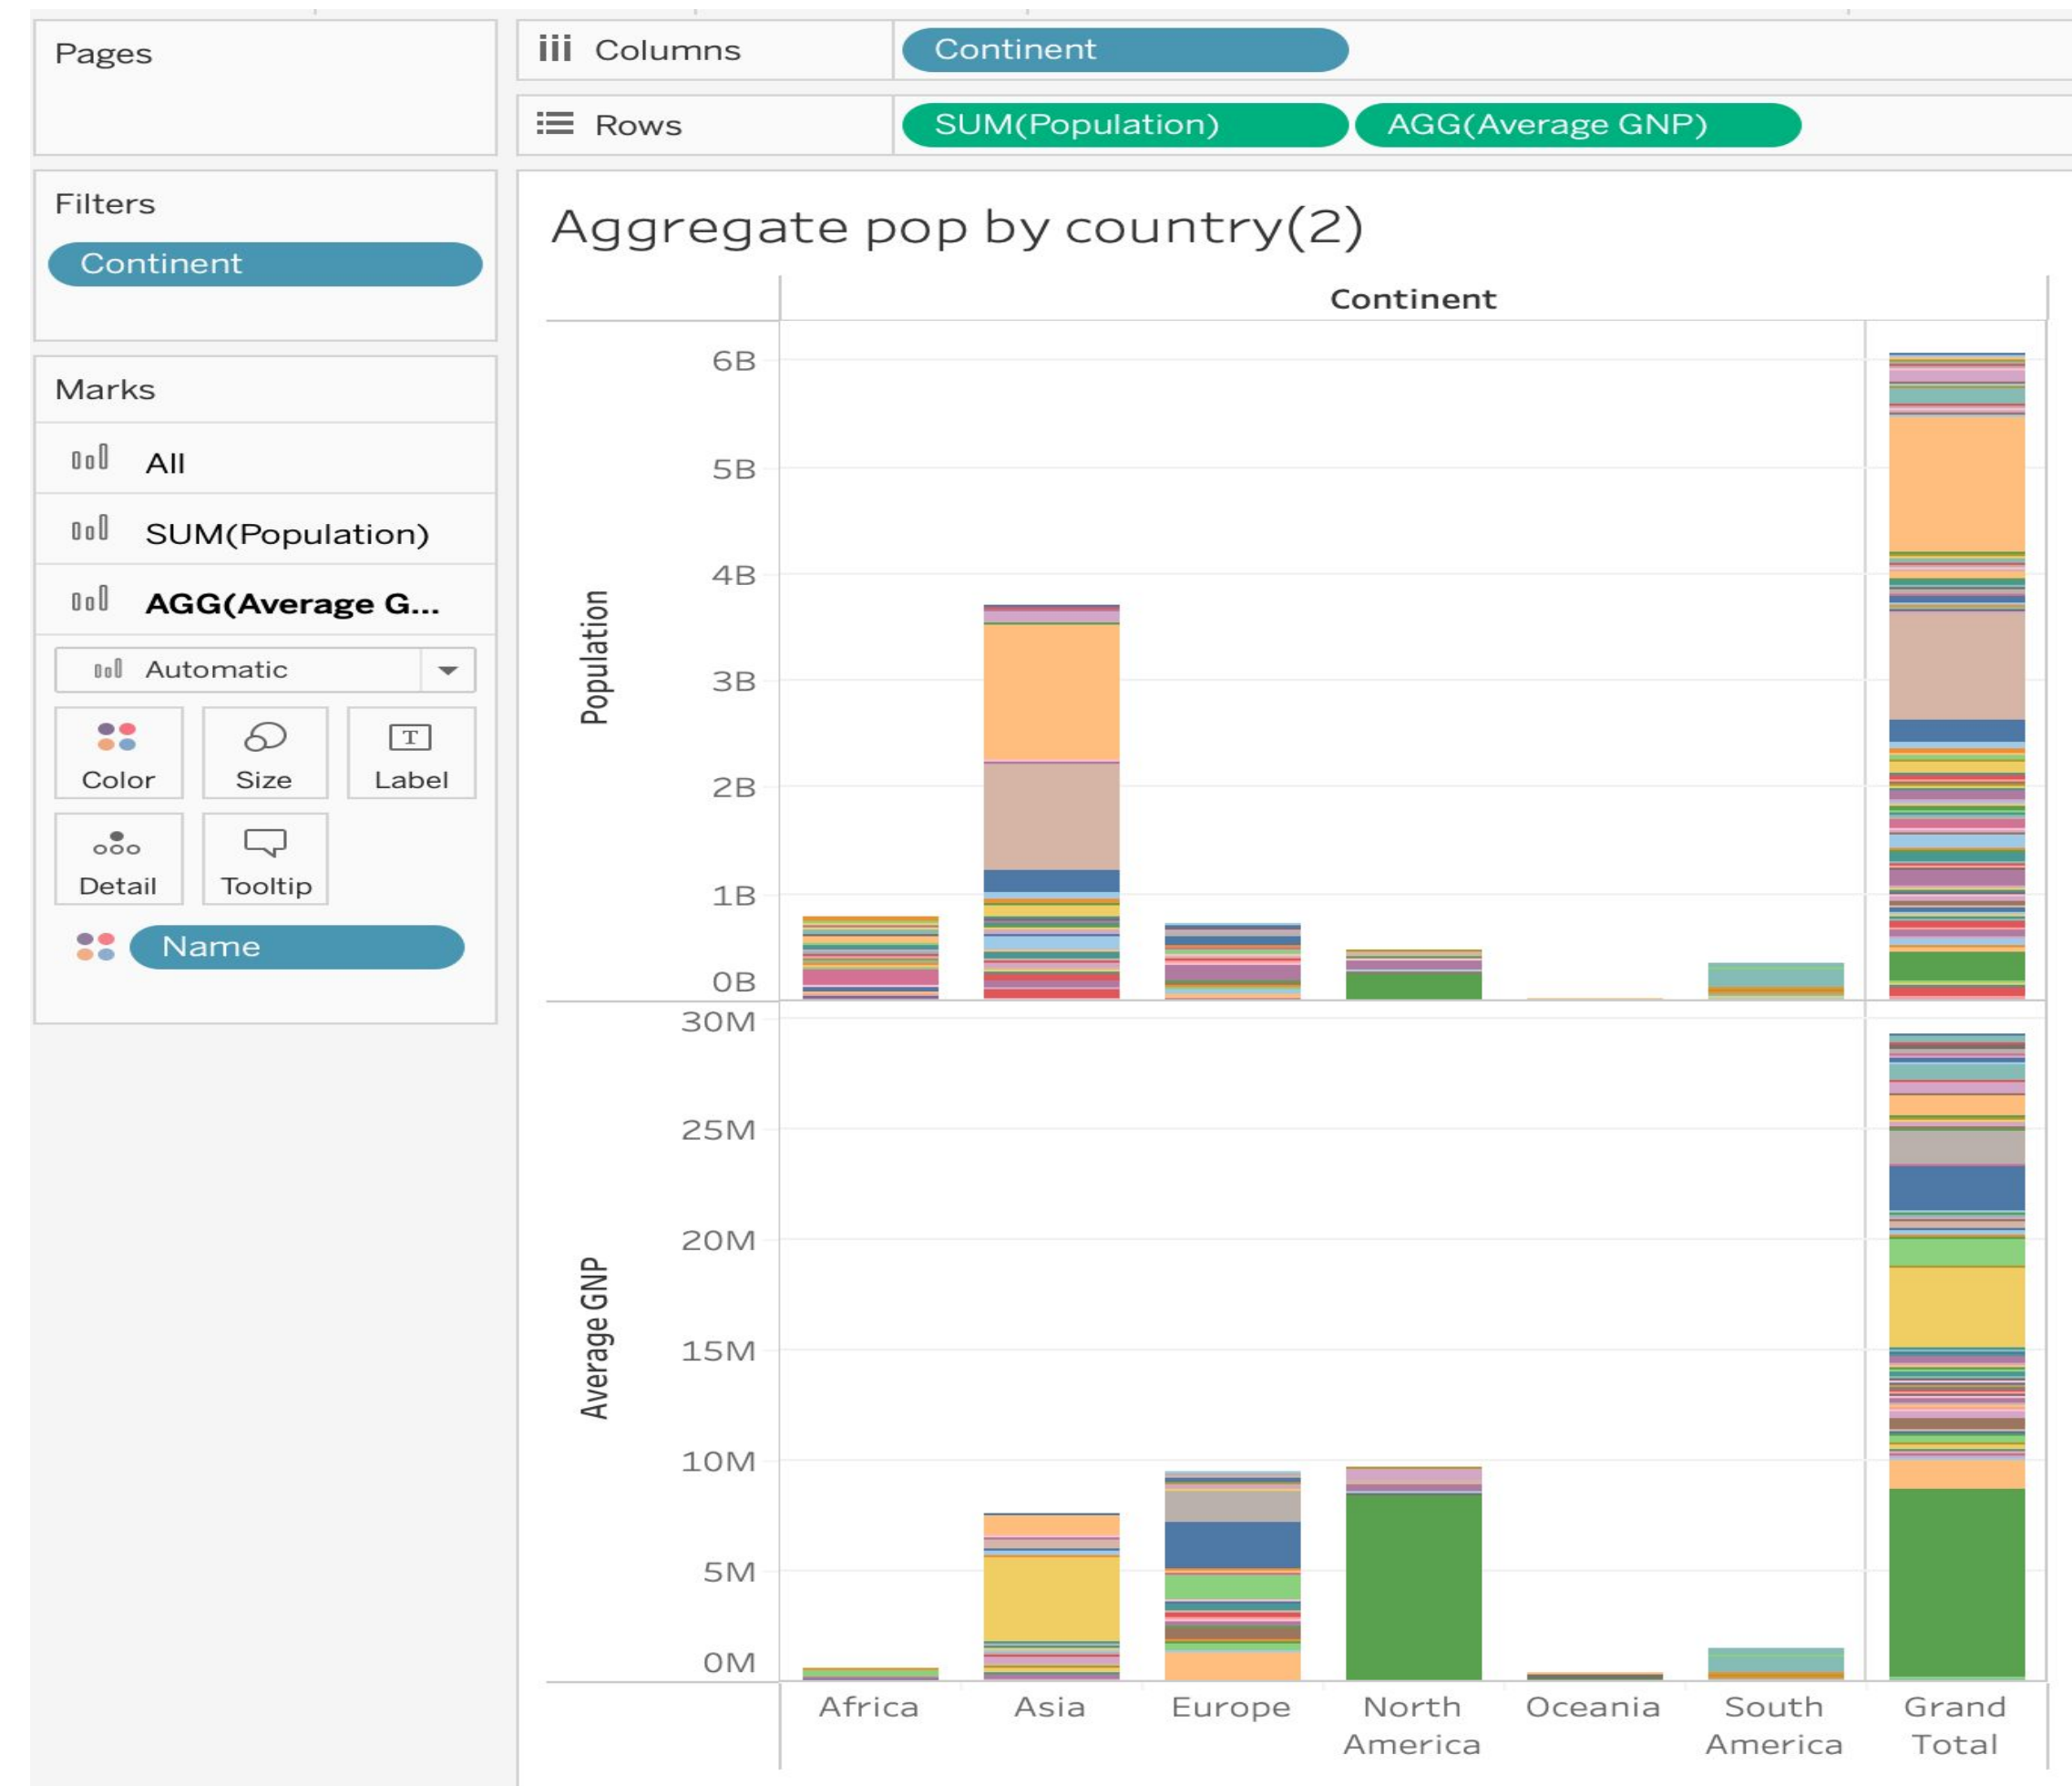 Pages
Columns
Continent
Rows
SUM(Population)
AGG(Average GNP)
Filters
Continent
Marks
All
SUM(Population)
AGG(Average G...
Automatic
Color
Size
T
Label
Detail
Tooltip
Name
Aggregate pop by country(2)
Continent
Population
6B
5B
4B
3B
2B
1B
0B
Average GNP
30M
25M
20M
15M
10M
5M
0M
Africa
Asia
Europe
North
America
Oceania
South
America
Grand
Total